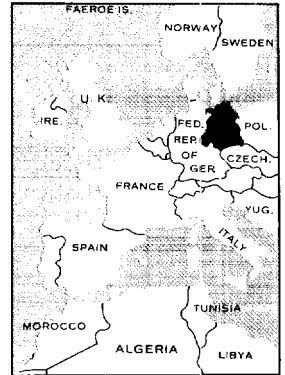 FAEROE IS.
NORWAY
SWEDEN
U. K.
IRE.
FED.
REP.
OF
GER
POL.
CZECH.
FRANCE
YUG.
ITALY
SPAIN
TUNISIA
MOROCCO
ALGERIA
LIBYA